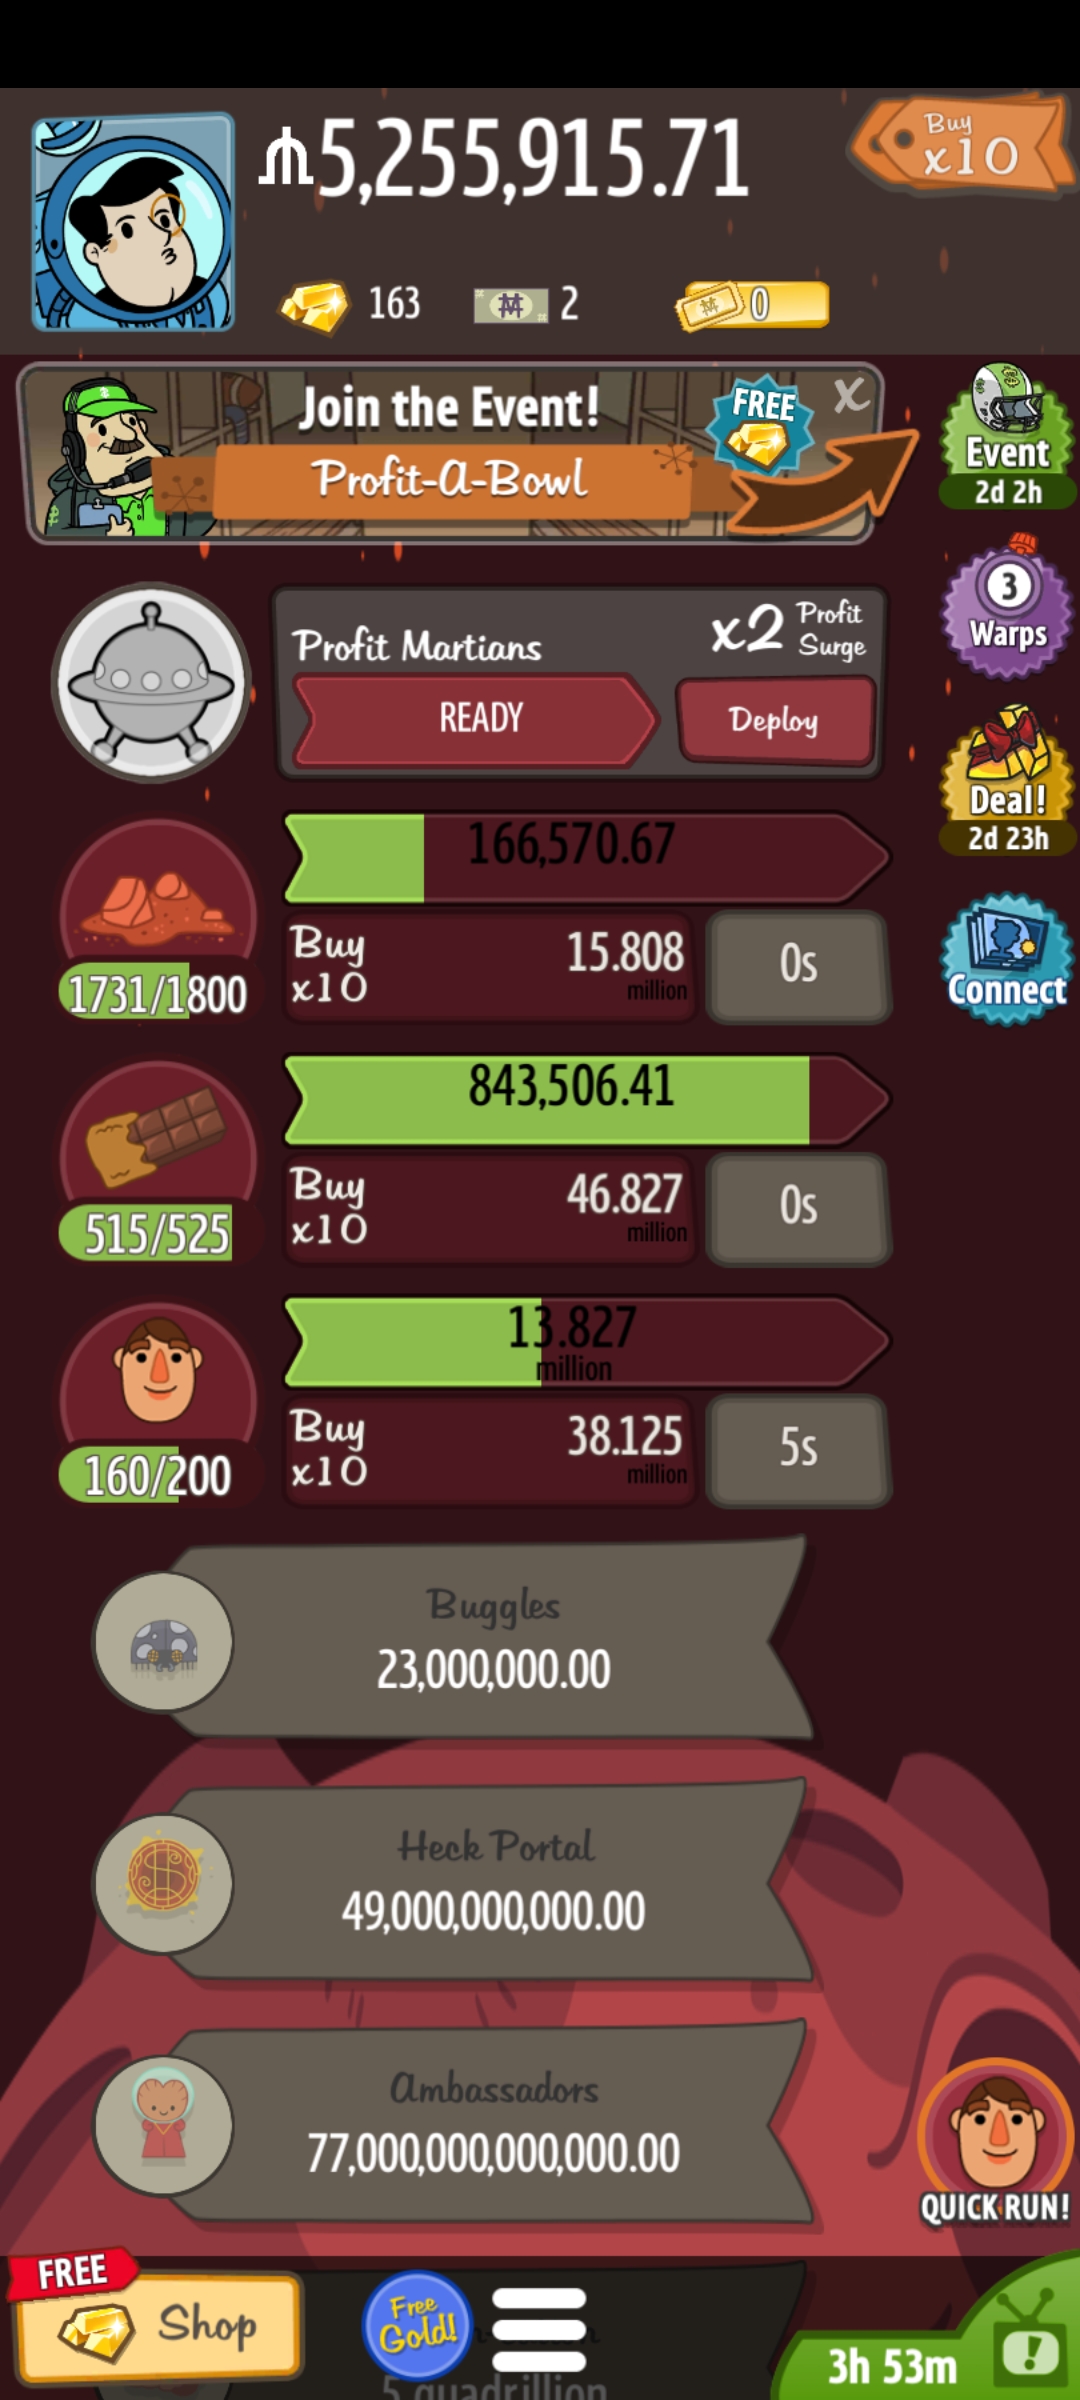 ₼5,255,915.71
Buy
x10
163
2
0
Join the Event!
FREE
X
Profit-A-Bowl
Event
2d 2h
3
Warps
Profit Martians
x2 Profit Surge
READY
Deploy
Deal!
2d 23h
166,570.67
Buy
x10
15.808
million
0s
1731/1800
Connect
843,506.41
Buy
x10
46.827
million
0s
515/525
13.827
million
Buy
x10
38.125
million
5s
160/200
Buggles
23,000,000.00
Heck Portal
49,000,000,000.00
Ambassadors
77,000,000,000,000.00
QUICK RUN!
FREE
Shop
Free
Gold!
3h 53m
5 quadrillion